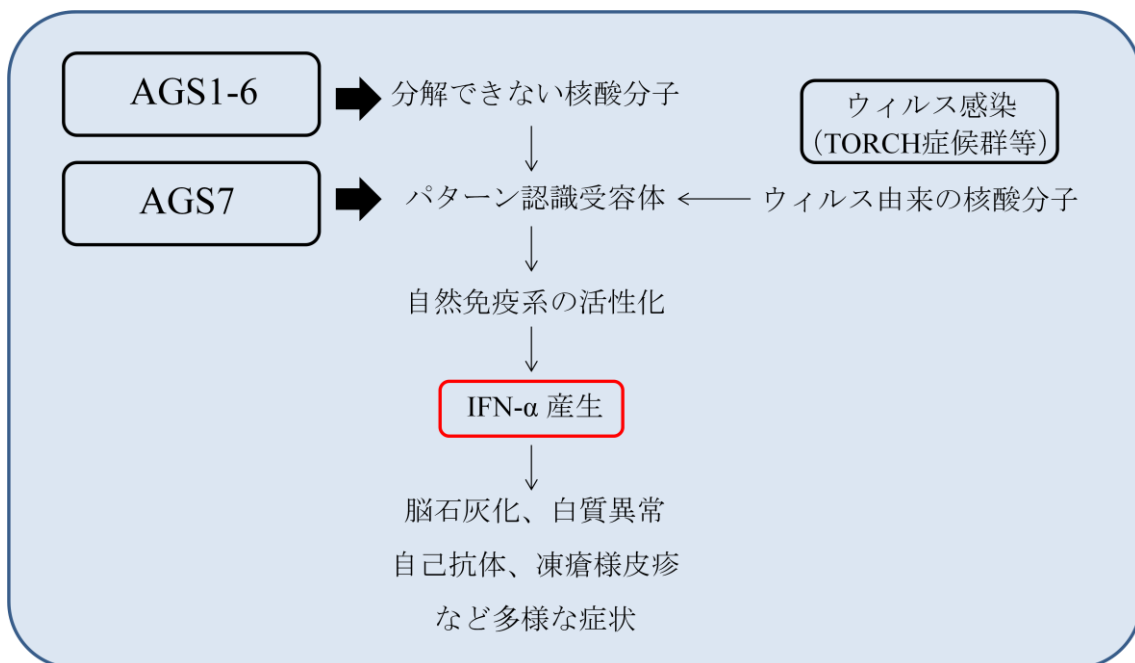 AGS1-6
分解できない核酸分子
ウィルス感染
（TORCH症候群等）
AGS7
パターン認識受容体
ウィルス由来の核酸分子
自然免疫系の活性化
IFN-α 産生
脳石灰化、白質異常
自己抗体、凍瘡様皮疹
など多様な症状